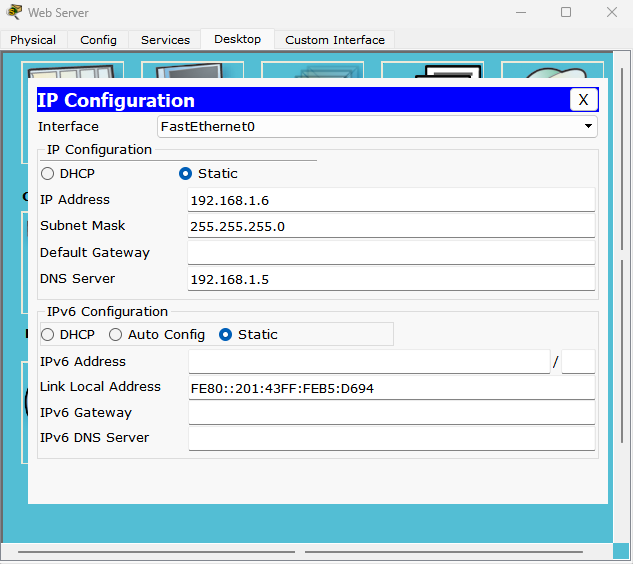 Web Server
Physical Config Services Desktop Custom Interface
IP Configuration X
Interface FastEthernet0
IP Configuration
DHCP Static
IP Address 192.168.1.6
Subnet Mask 255.255.255.0
Default Gateway
DNS Server 192.168.1.5
IPv6 Configuration
DHCP Auto Config Static
IPv6 Address /
Link Local Address FE80::201:43FF:FEB5:D694
IPv6 Gateway
IPv6 DNS Server